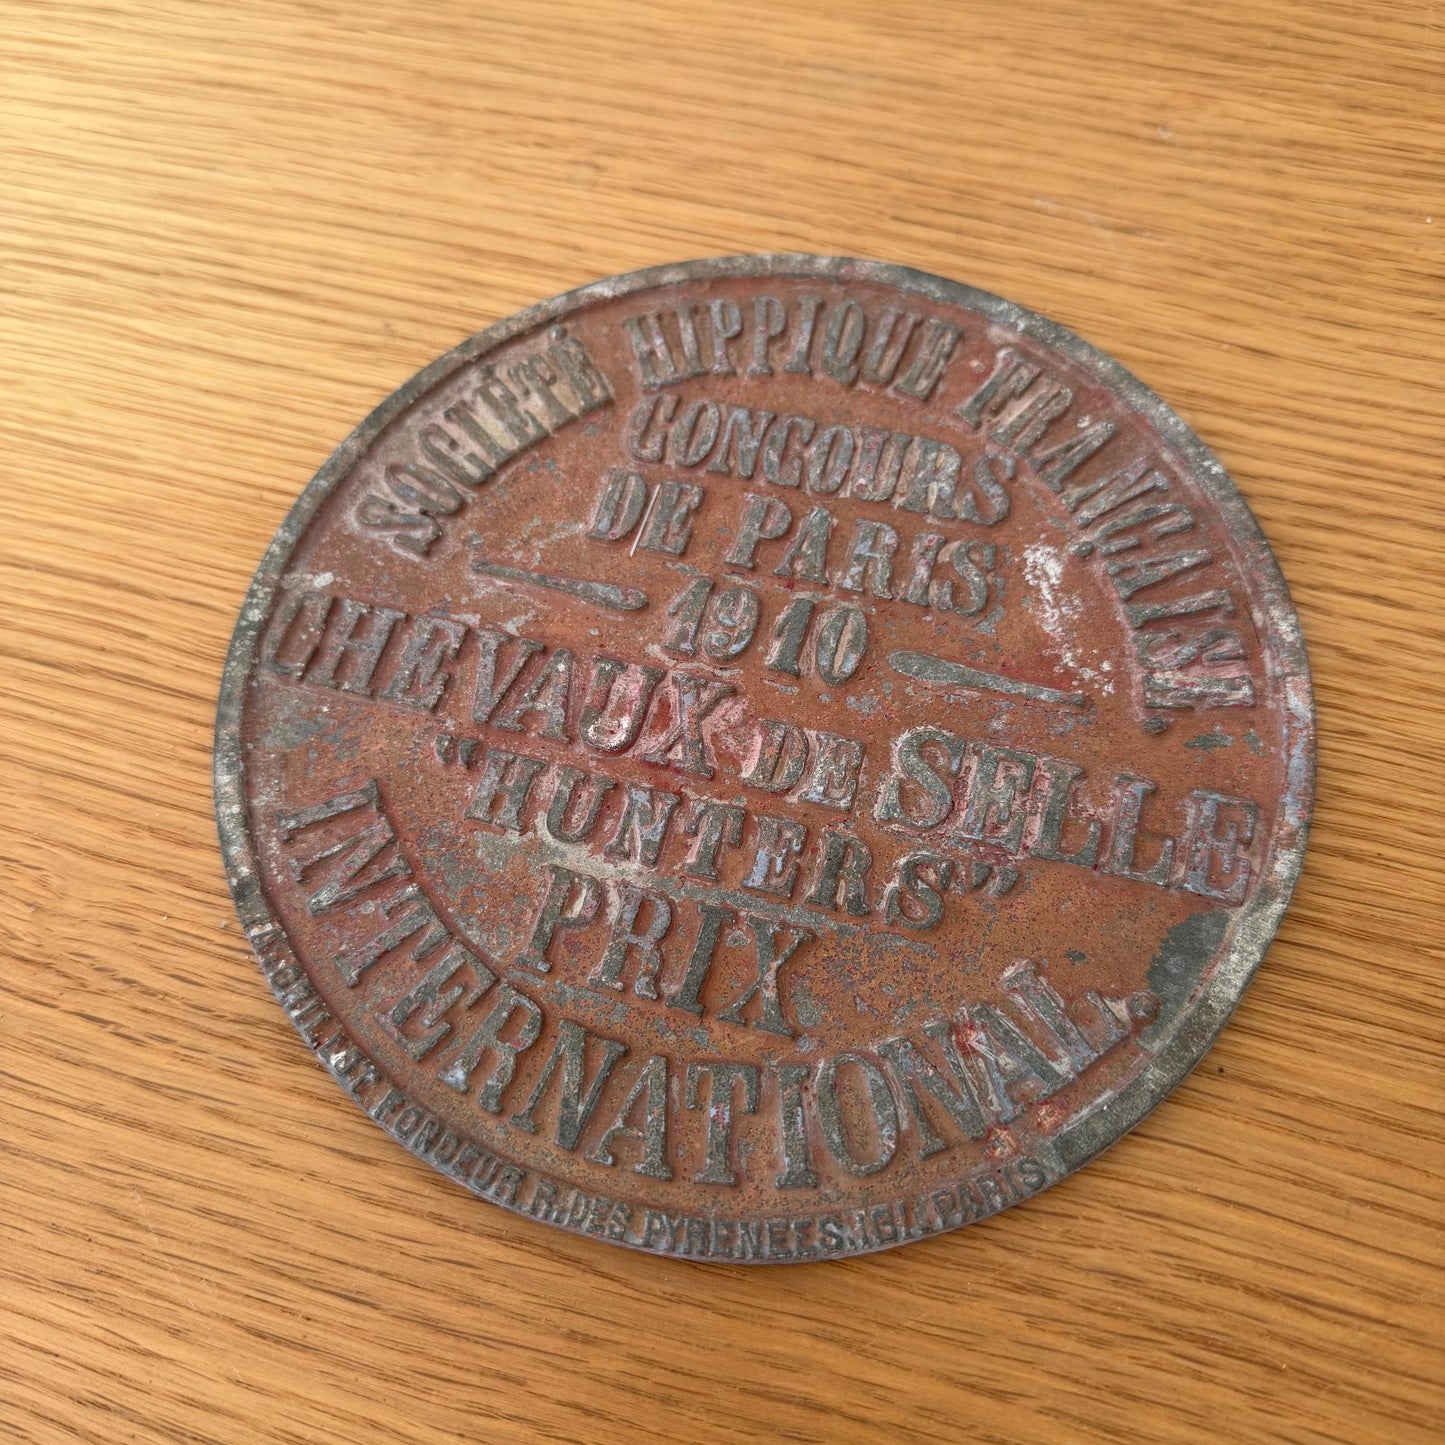 SOCIÉTÉ HIPPIQUE FRANÇAISE.
CONCOURS
DE PARIS
1910
CHEVAUX DE SELLE
"HUNTERS"
PRIX
INTERNATIONAL.
FONDEUR, R. DES PYRENEES. PARIS